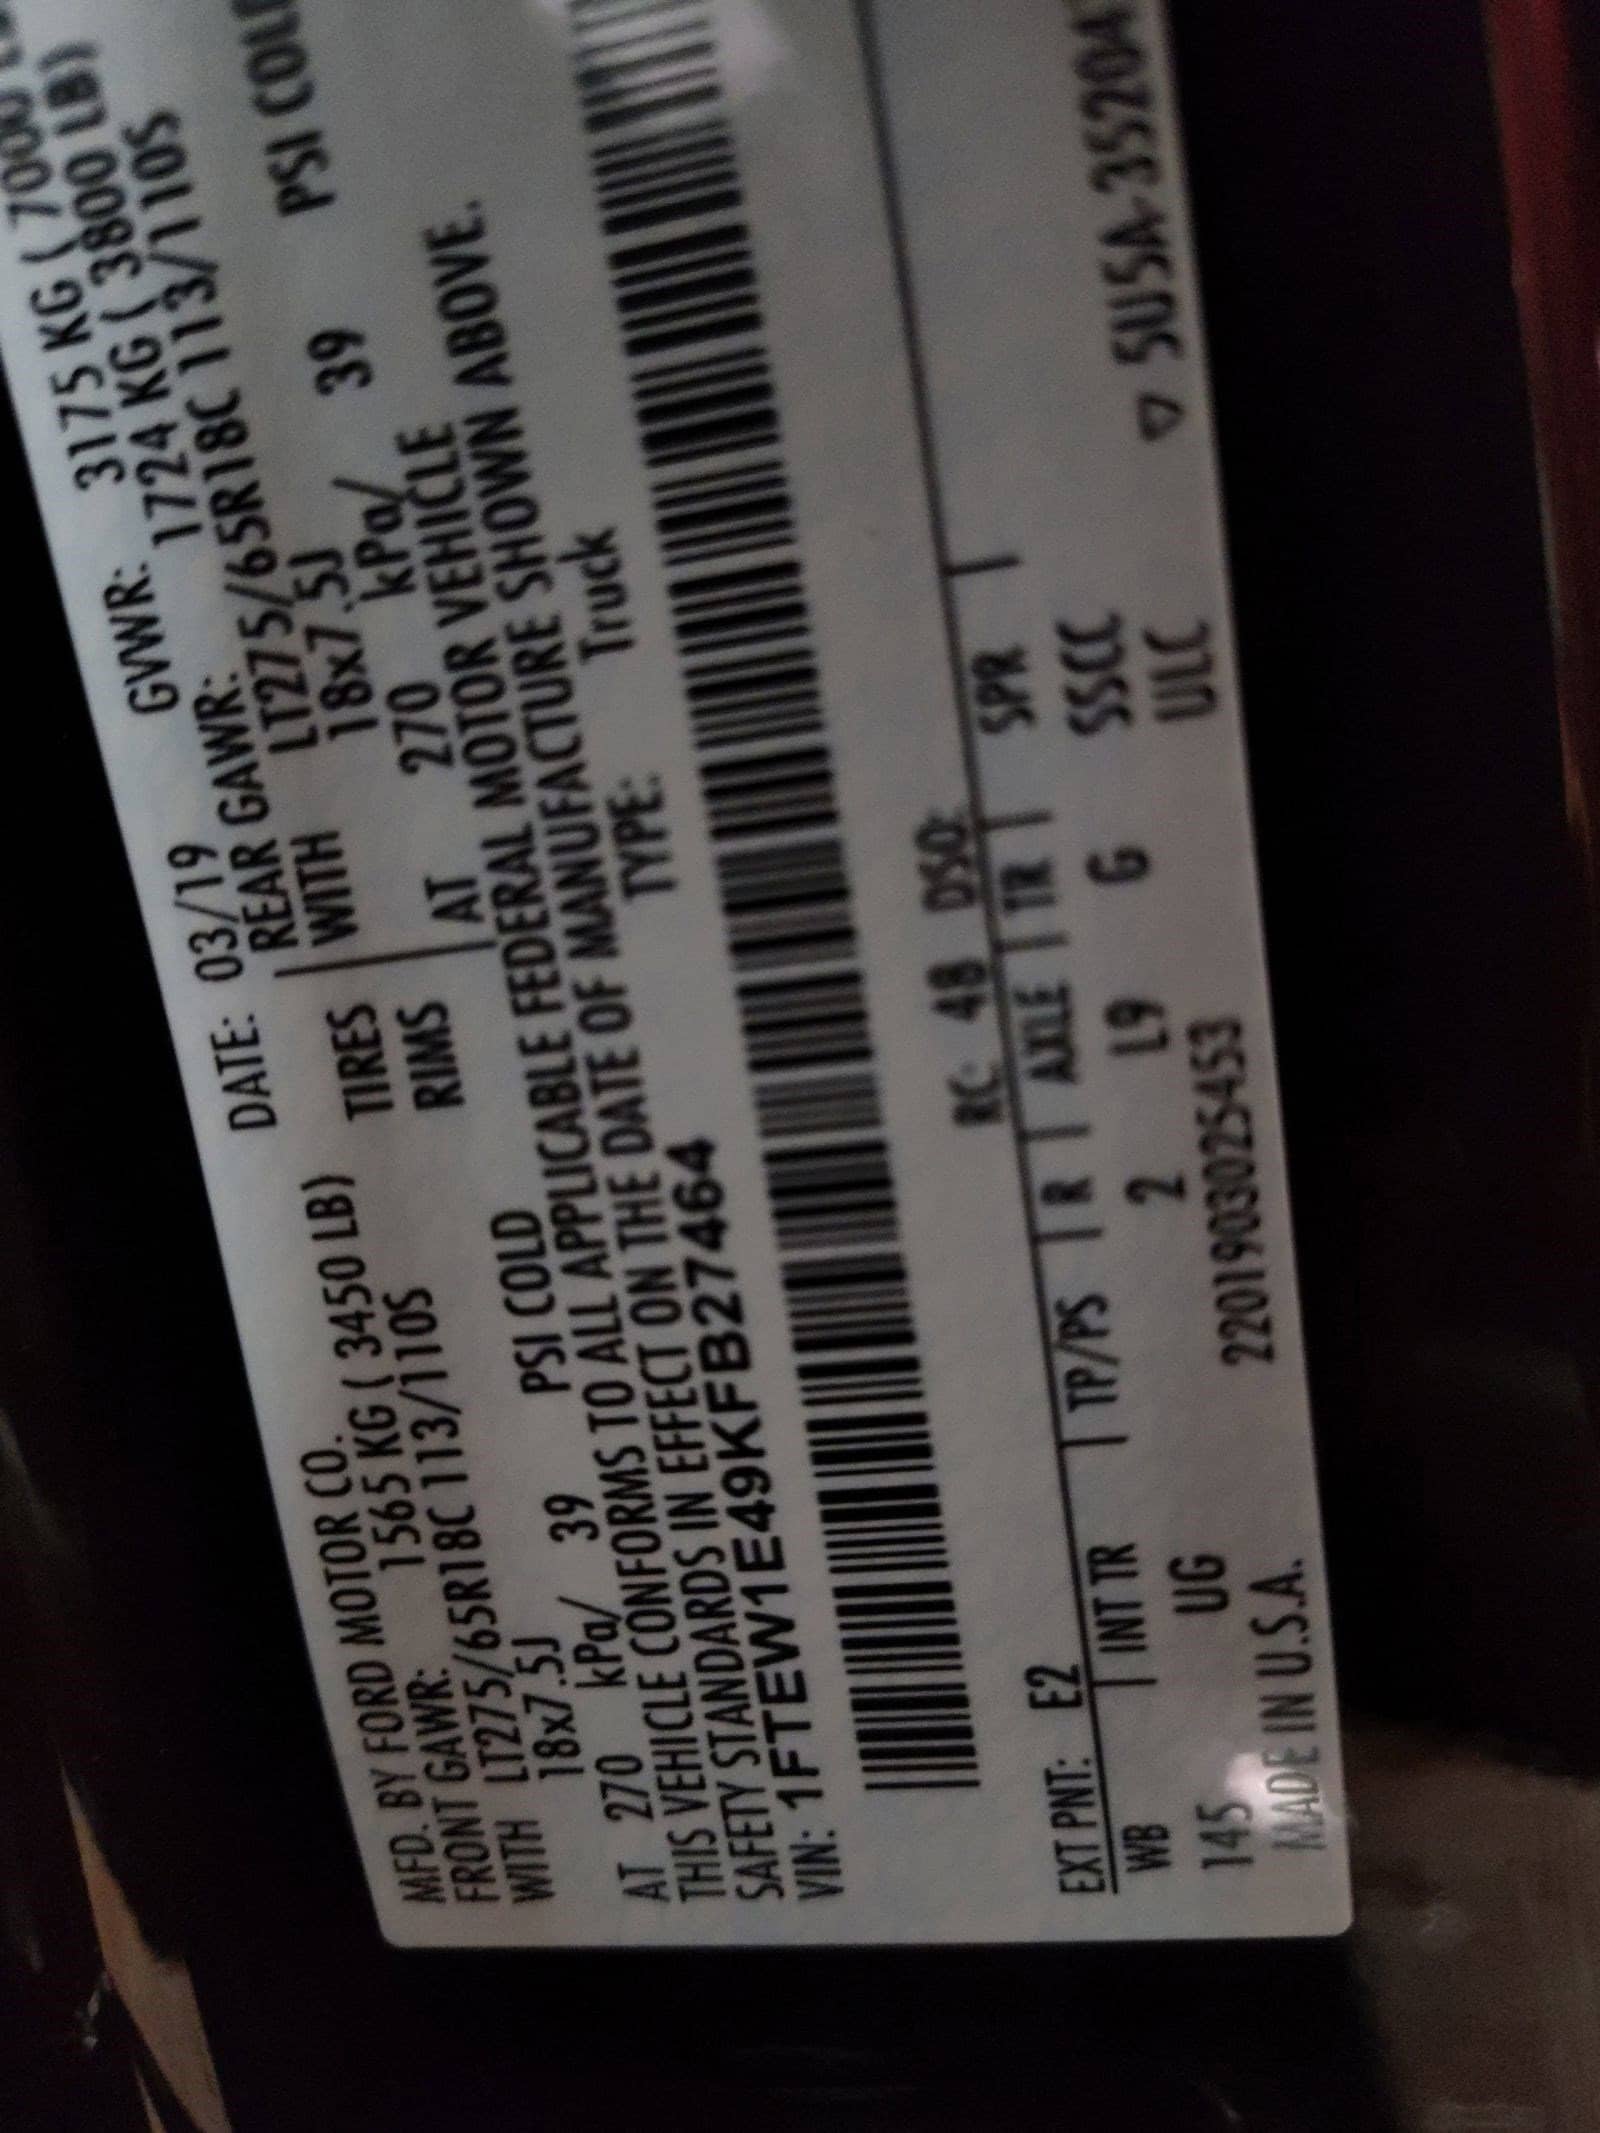 MFD. BY FORD MOTOR CO.
DATE: 03/19 GVWR: 3175 KG ( 7000
FRONT GAWR: 1565 KG ( 3450 LB) REAR GAWR: 1724 KG ( 3800 LB)
WITH LT275/65R18C 113/110S TIRES WITH LT275/65R18C 113/110S
18x7.5J RIMS 18x7.5J
AT 270 kPa/ 39 PSI COLD AT 270 kPa/ 39 PSI COLD
THIS VEHICLE CONFORMS TO ALL APPLICABLE FEDERAL MOTOR VEHICLE
SAFETY STANDARDS IN EFFECT ON THE DATE OF MANUFACTURE SHOWN ABOVE.
VIN: 1FTEW1E49KFB27464 TYPE: Truck
EXT PNT: E2 RC: 48 DSO:
WB | INT TR | TP/PS | R | AXLE | TR | SPR |
145 UG 2 L9 G SSCC
2201903025453 ULC
MADE IN U.S.A. ▽ 5U5A-35204